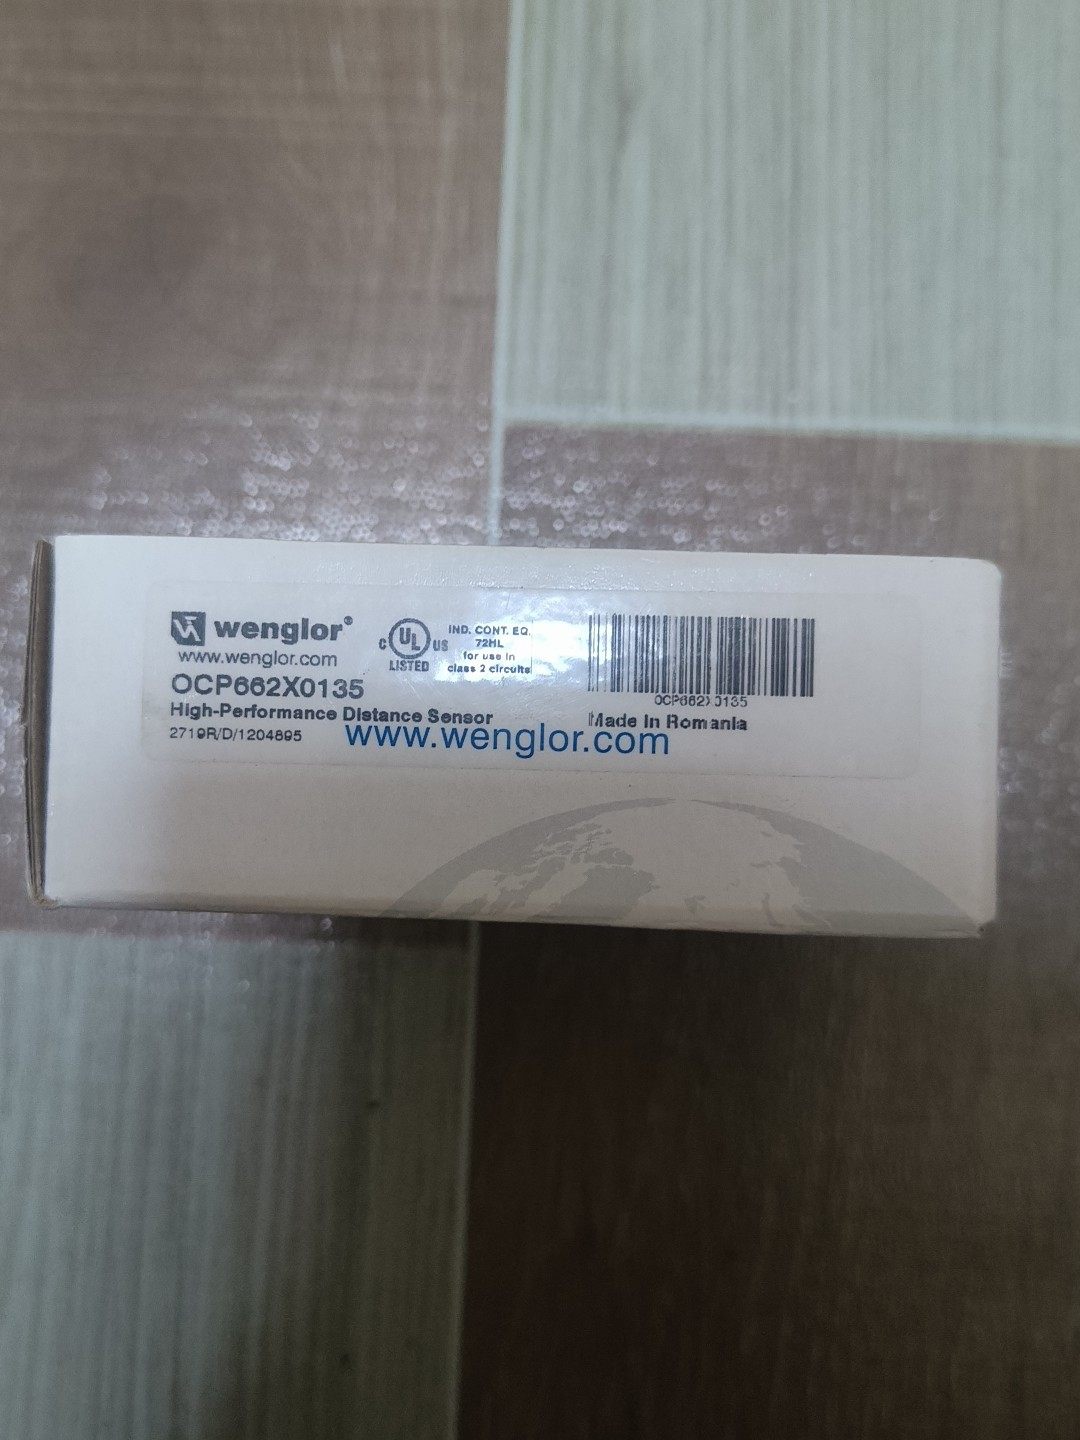 wenglor®
www.wenglor.com
C UL US LISTED
IND. CONT. EQ.
72HL
for use in
class 2 circuits
OCP662X0135
High-Performance Distance Sensor
2719R/D/1204895
OCP662X0135
Made in Romania
www.wenglor.com